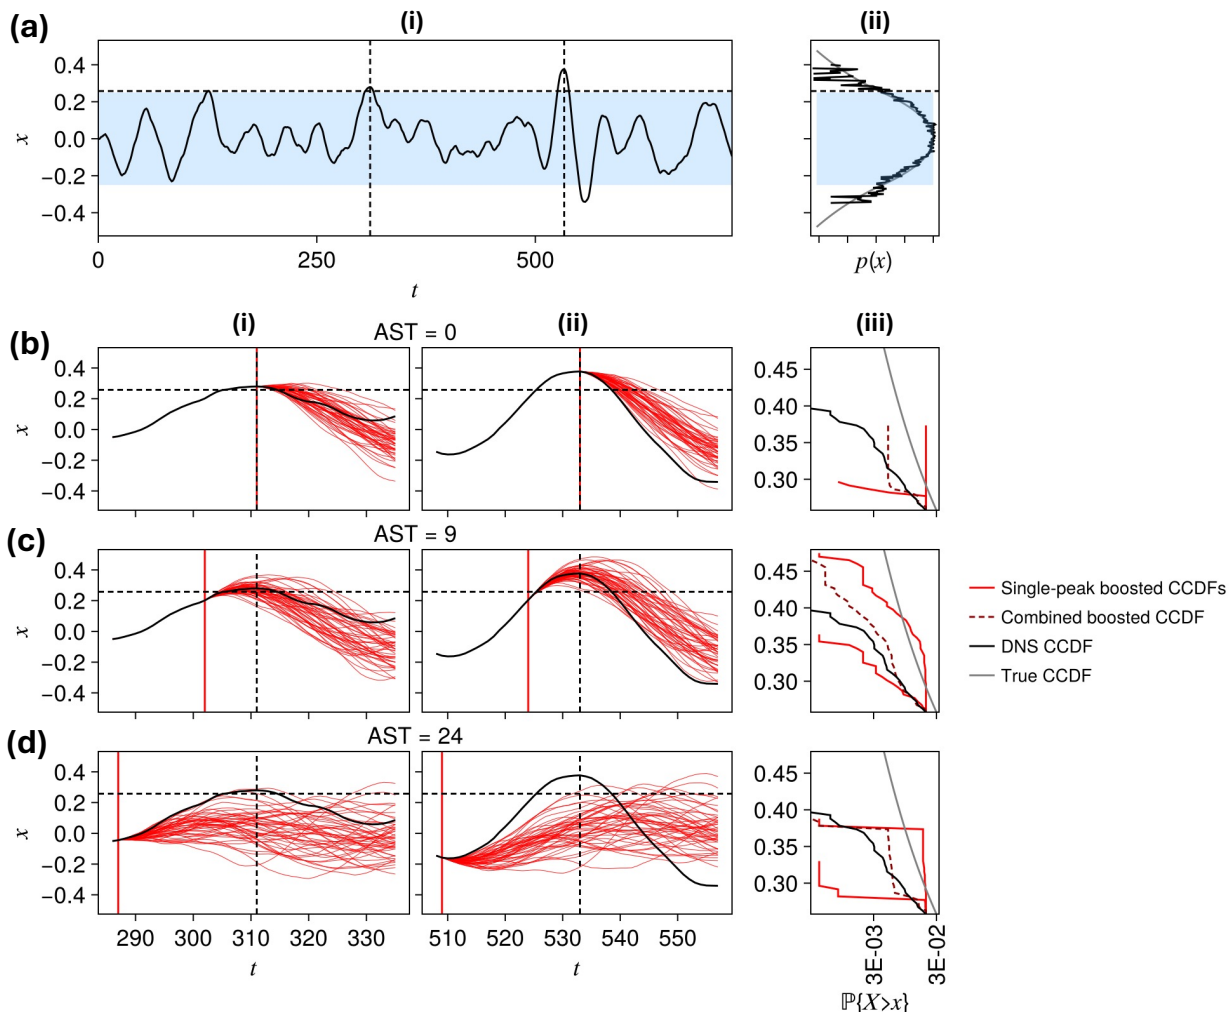 (a)
(i)
(ii)
0.4
0.2
0.0
−0.2
−0.4
x
0
250
500
t
p(x)
(i)
(ii)
(iii)
(b)
AST = 0
0.4
0.2
0.0
−0.2
−0.4
x
0.45
0.40
0.35
0.30
(c)
AST = 9
0.4
0.2
0.0
−0.2
−0.4
x
0.45
0.40
0.35
0.30
Single-peak boosted CCDFs
Combined boosted CCDF
DNS CCDF
True CCDF
(d)
AST = 24
0.4
0.2
0.0
−0.2
−0.4
x
0.45
0.40
0.35
0.30
290 300 310 320 330
t
510 520 530 540 550
t
3E-03
3E-02
ℙ{X>x}